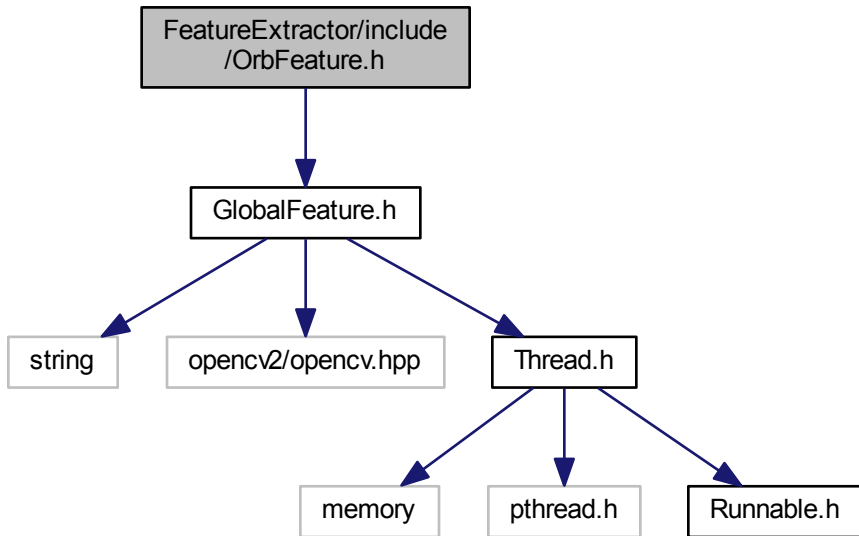 FeatureExtractor/include
/OrbFeature.h
GlobalFeature.h
string
opencv2/opencv.hpp
Thread.h
memory
pthread.h
Runnable.h